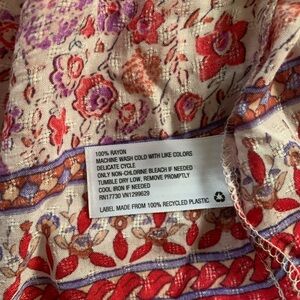 100% RAYON
MACHINE WASH COLD WITH LIKE COLORS
DELICATE CYCLE
ONLY NON-CHLORINE BLEACH IF NEEDED
TUMBLE DRY LOW, REMOVE PROMPTLY
COOL IRON IF NEEDED
RN17730 VN1299629
LABEL MADE FROM 100% RECYCLED PLASTIC